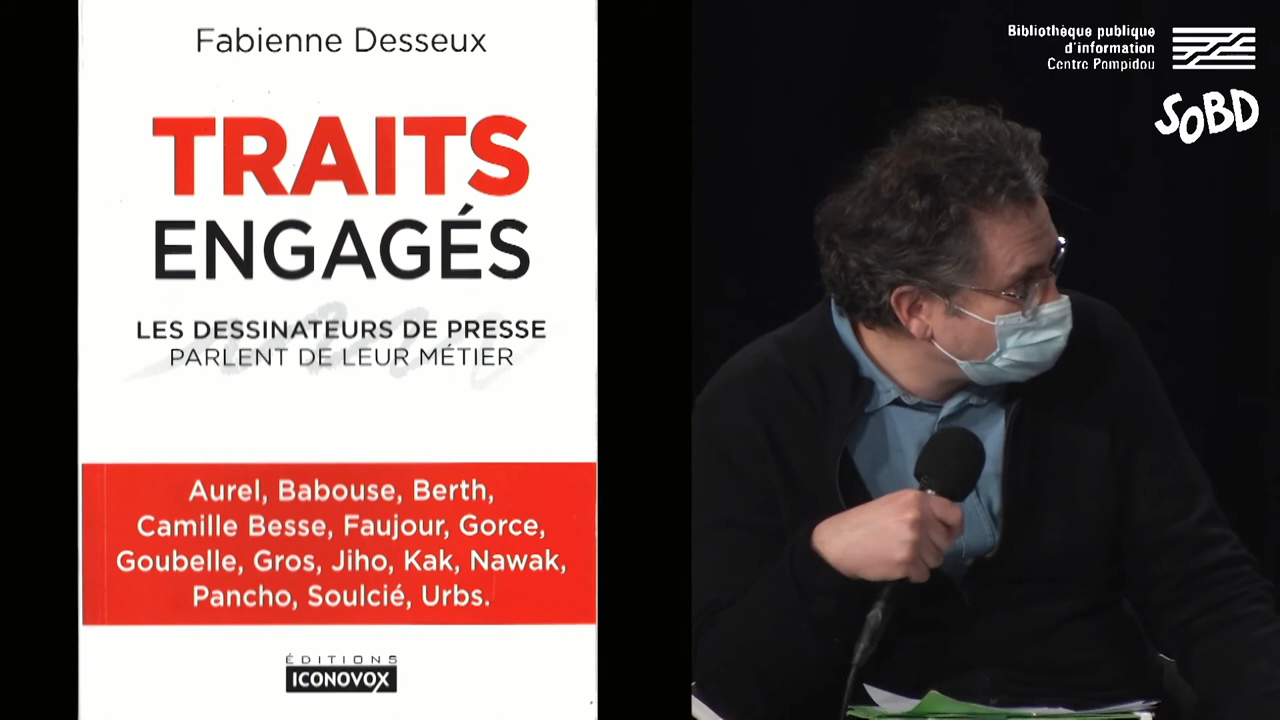 Fabienne Desseux
TRAITS
ENGAGÉS
LES DESSINATEURS DE PRESSE
PARLENT DE LEUR MÉTIER
Aurel, Babouse, Berth,
Camille Besse, Faujour, Gorce,
Goubelle, Gros, Jiho, Kak, Nawak,
Pancho, Soulcié, Urbs.
ÉDITIONS
ICONOVOX
Bibliothèque publique
d'information
Centre Pompidou
SOBD